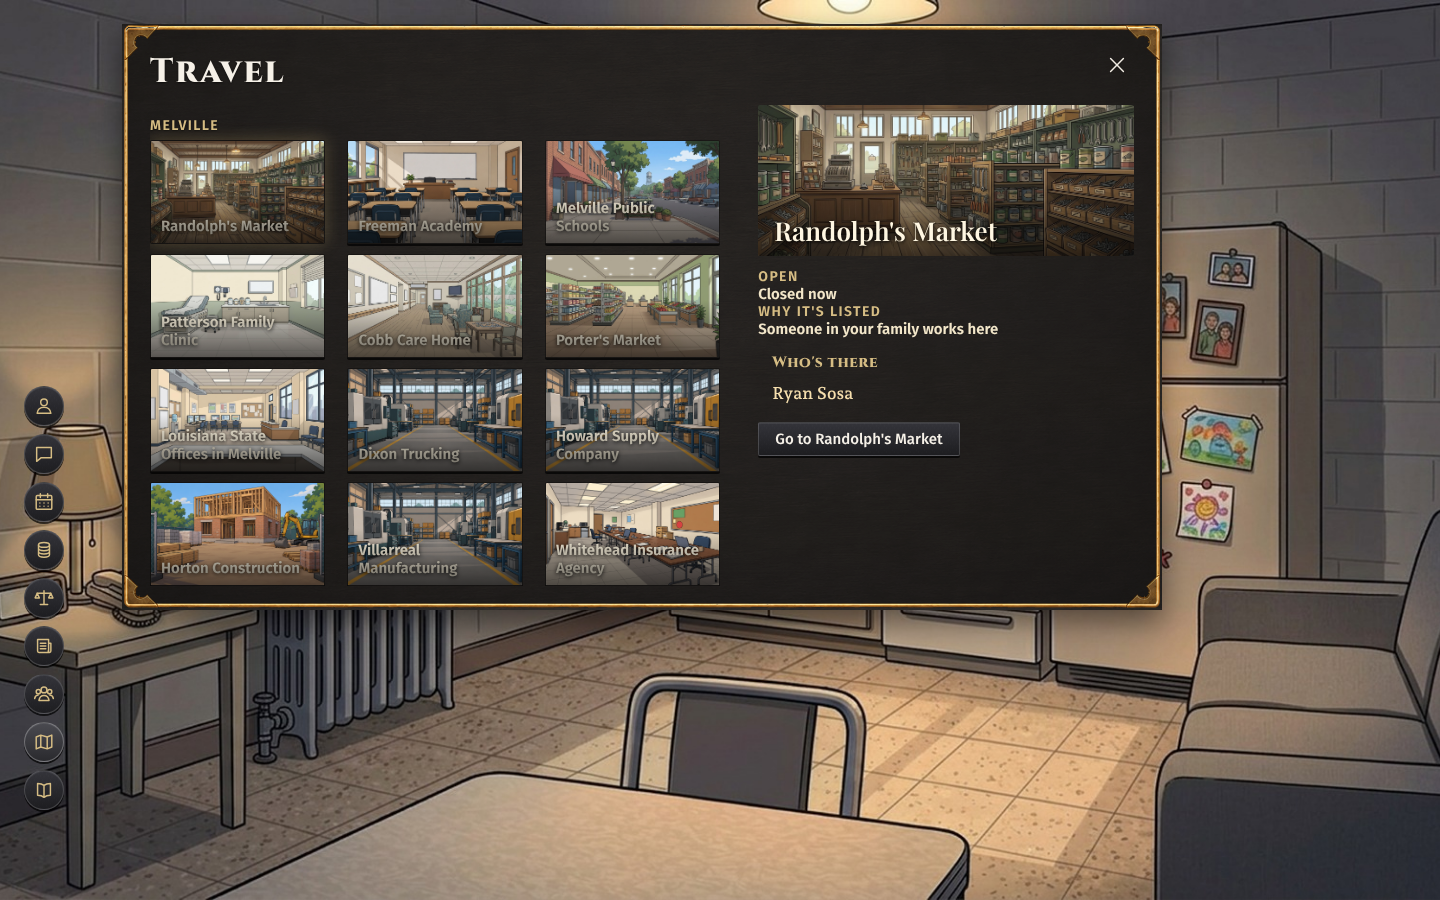 Travel
MELVILLE
Randolph's Market
Freeman Academy
Melville Public
Schools
Patterson Family
Clinic
Cobb Care Home
Porter's Market
Louisiana State
Offices in Melville
Dixon Trucking
Howard Supply
Company
Horton Construction
Villarreal
Manufacturing
Whitehead Insurance
Agency
Randolph's Market
OPEN
Closed now
WHY IT'S LISTED
Someone in your family works here
Who's there
Ryan Sosa
Go to Randolph's Market